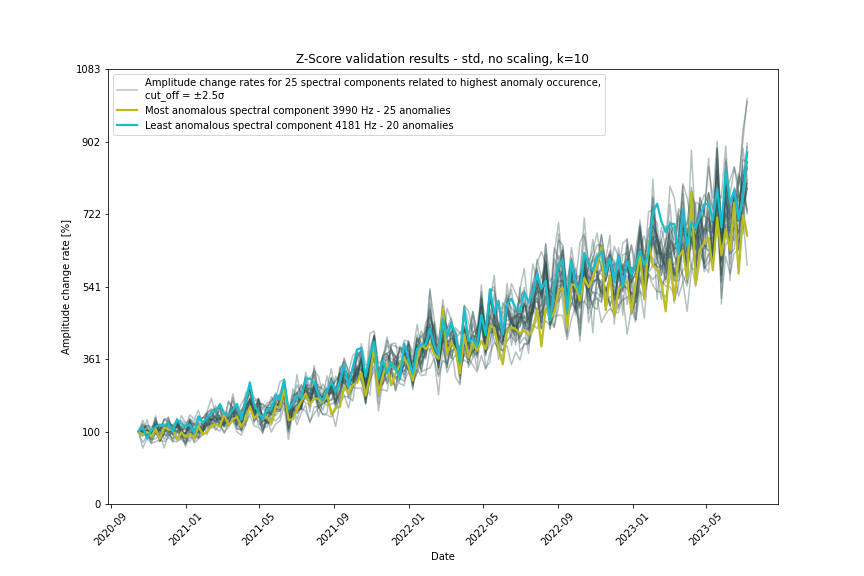 Z-Score validation results - std, no scaling, k=10
Amplitude change rates for 25 spectral components related to highest anomaly occurence,
cut_off = ±2.5σ
Most anomalous spectral component 3990 Hz - 25 anomalies
Least anomalous spectral component 4181 Hz - 20 anomalies
Amplitude change rate [%]
1083
902
722
541
361
100
0
2020-09
2021-01
2021-05
2021-09
2022-01
2022-05
2022-09
2023-01
2023-05
Date